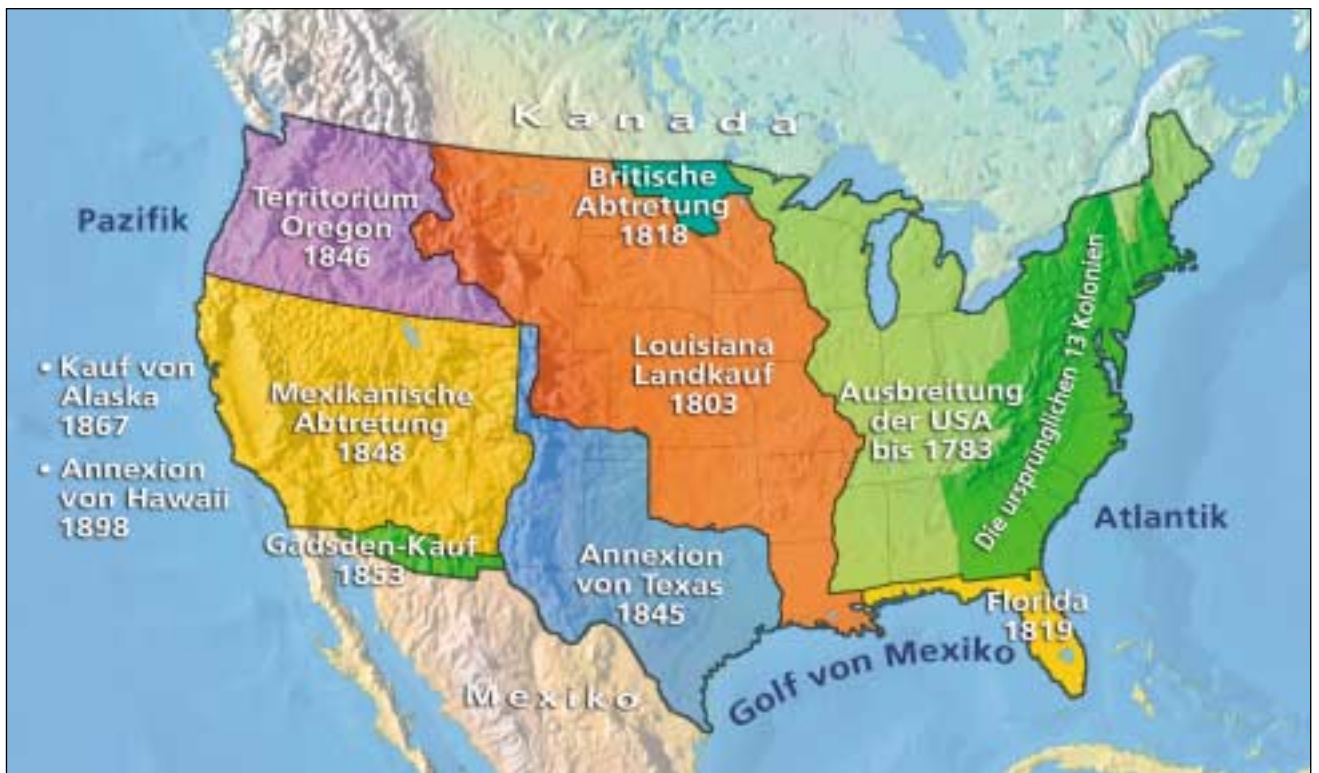 Kanada
Pazifik
Territorium
Oregon
1846
Britische
Abtretung
1818
• Kauf von
Alaska
1867
• Annexion
von Hawaii
1898
Mexikanische
Abtretung
1848
Louisiana
Landkauf
1803
Ausbreitung
der USA
bis 1783
Die ursprünglichen 13 Kolonien
Atlantik
Gadsden-Kauf
1853
Annexion
von Texas
1845
Florida
1819
Golf von Mexiko
Mexiko